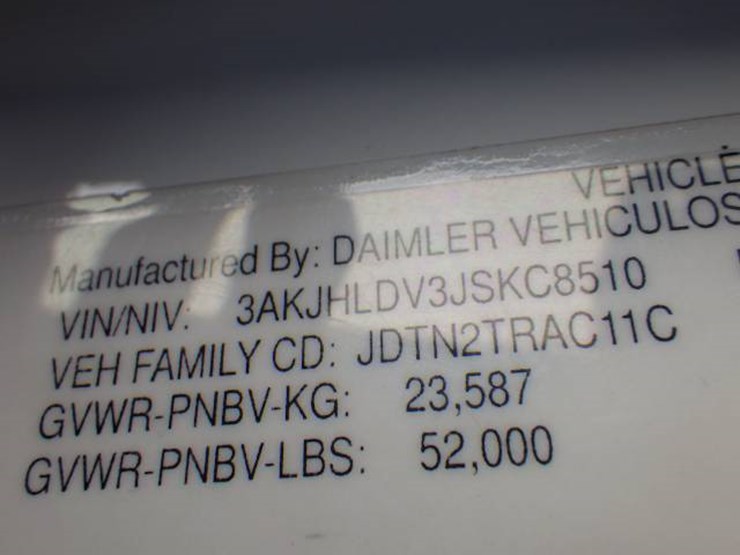 VEHICLE
Manufactured By: DAIMLER VEHICULOS
VIN/NIV: 3AKJHLDV3JSKC8510
VEH FAMILY CD: JDTN2TRAC11C
GVWR-PNBV-KG: 23,587
GVWR-PNBV-LBS: 52,000